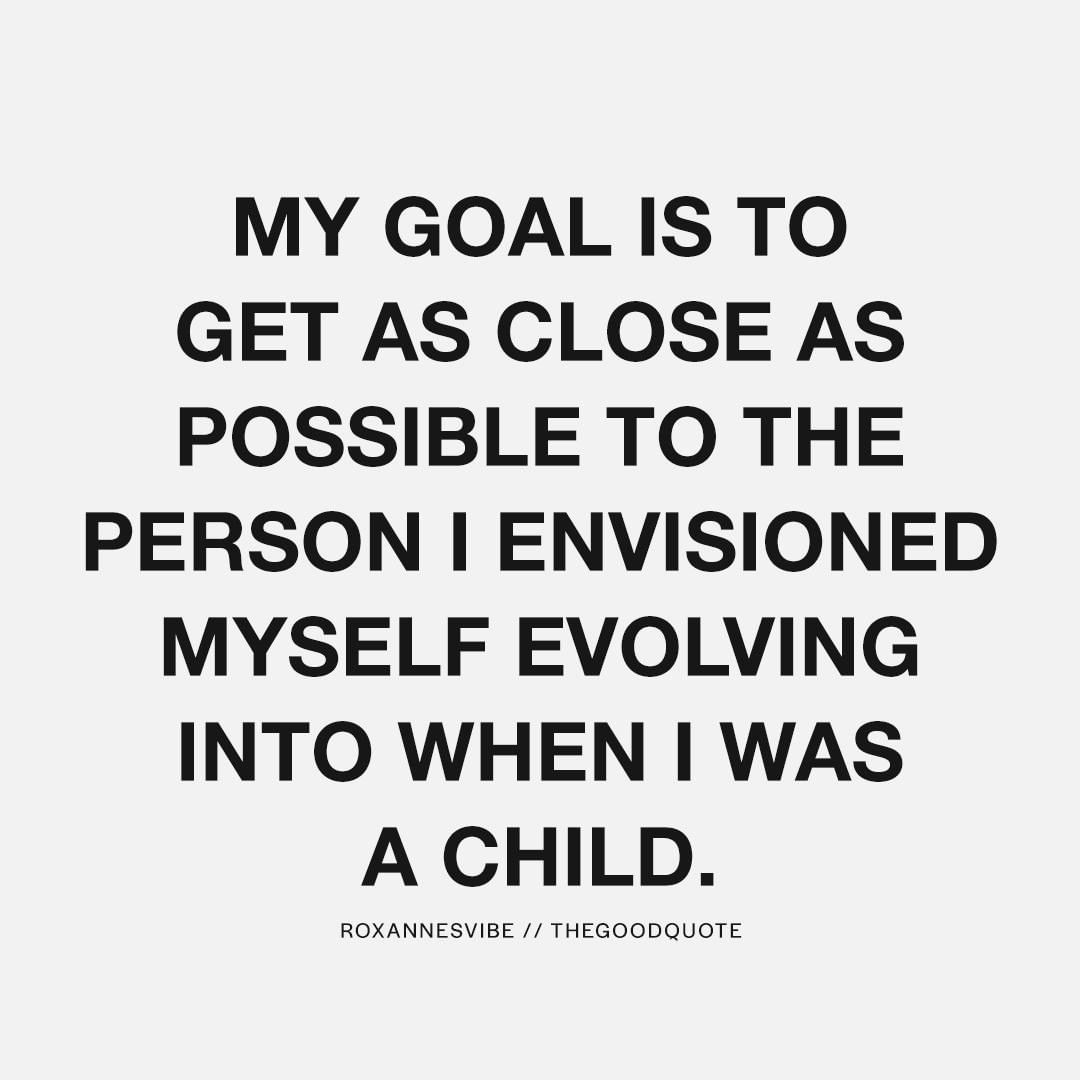 MY GOAL IS TO
GET AS CLOSE AS
POSSIBLE TO THE
PERSON I ENVISIONED
MYSELF EVOLVING
INTO WHEN I WAS
A CHILD.
ROXANNESVIBE // THEGOODQUOTE